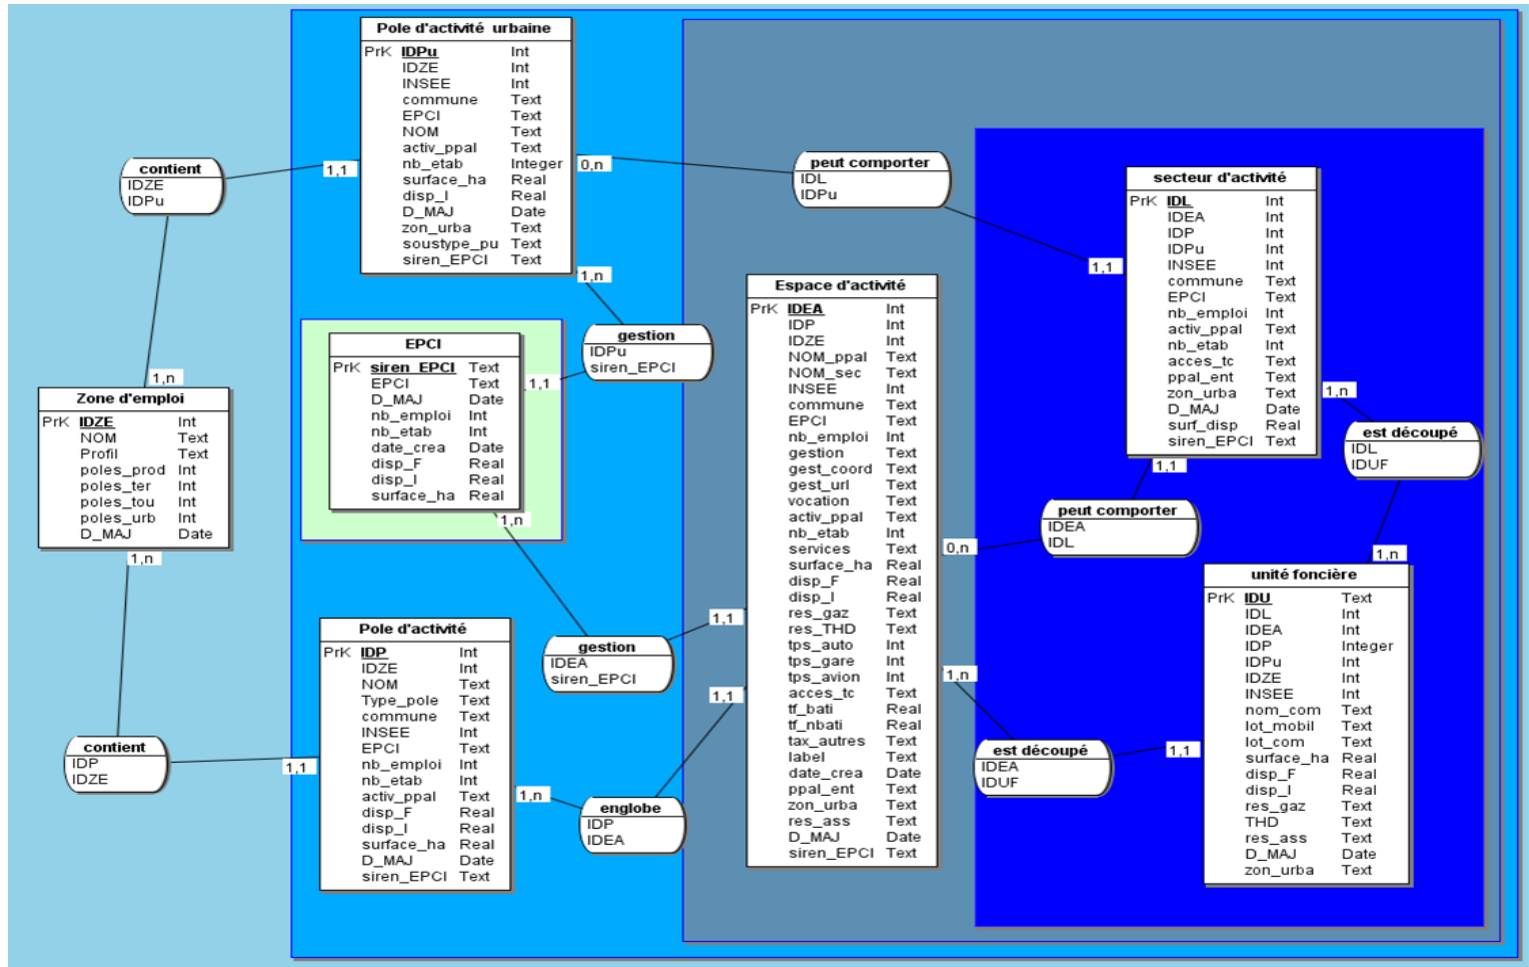 Pole d'activité urbaine
PrK IDPu Int
IDZE Int
INSEE Int
commune Text
EPCI Text
NOM Text
activ_ppal Text
nb_etab Integer
surface_ha Real
disp_I Real
D_MAJ Date
zon_urba Text
soustype_pu Text
siren_EPCI Text
contient
IDZE
IDPu
1,1
1,n
0,n
peut comporter
IDL
IDPu
1,1
1,n
gestion
IDPu
siren_EPCI
1,1
EPCI
PrK siren_EPCI Text
EPCI Text
D_MAJ Date
nb_emploi Int
nb_etab Int
date_crea Date
disp_F Real
disp_I Real
surface_ha Real
1,n
Zone d'emploi
PrK IDZE Int
NOM Text
Profil Text
poles_prod Int
poles_ter Int
poles_tou Int
poles_urb Int
D_MAJ Date
1,n
contient
IDP
IDZE
1,1
Pole d'activité
PrK IDP Int
IDZE Int
NOM Text
Type_pole Text
commune Text
INSEE Int
EPCI Text
nb_emploi Int
nb_etab Int
activ_ppal Text
disp_F Real
disp_I Real
surface_ha Real
D_MAJ Date
siren_EPCI Text
gestion
IDEA
siren_EPCI
1,1
1,n
englobe
IDP
IDEA
1,1
Espace d'activité
PrK IDEA Int
IDP Int
IDZE Int
NOM_ppal Text
NOM_sec Text
INSEE Int
commune Text
EPCI Text
nb_emploi Int
gestion Text
gest_coord Text
gest_url Text
vocation Text
activ_ppal Text
nb_etab Int
services Text
surface_ha Real
disp_F Real
disp_I Real
res_gaz Text
res_THD Text
tps_auto Int
tps_gare Int
tps_avion Int
acces_tc Text
tf_bati Real
tf_nbati Real
tax_autres Text
label Text
date_crea Date
ppal_ent Text
zon_urba Text
res_ass Text
D_MAJ Date
siren_EPCI Text
0,n
peut comporter
IDEA
IDL
1,1
1,n
est découpé
IDEA
IDUF
1,1
secteur d'activité
PrK IDL Int
IDEA Int
IDP Int
IDPu Int
INSEE Int
commune Text
EPCI Text
nb_emploi Int
activ_ppal Text
nb_etab Int
acces_tc Text
ppal_ent Text
zon_urba Text
D_MAJ Date
surf_disp Real
siren_EPCI Text
1,n
est découpé
IDL
IDUF
1,n
unité foncière
PrK IDU Text
IDL Int
IDEA Int
IDP Integer
IDPu Int
IDZE Int
INSEE Int
nom_com Text
lot_mobil Text
lot_com Text
surface_ha Real
disp_F Real
disp_I Real
res_gaz Text
THD Text
res_ass Text
D_MAJ Date
zon_urba Text